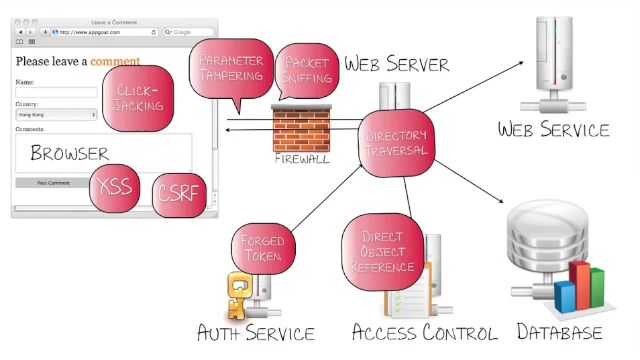 Leave a Comment
http://www.appgoat.com
Google
Please leave a comment
Name:
Country:
Hong Kong
Comments:
BROWSER
Post Comment
CLICK-
JACKING
XSS
CSRF
PARAMETER
TAMPERING
PACKET
SNIFFING
FIREWALL
WEB SERVER
DIRECTORY
TRAVERSAL
WEB SERVICE
FORGED
TOKEN
AUTH SERVICE
DIRECT
OBJECT
REFERENCE
ACCESS CONTROL
DATABASE